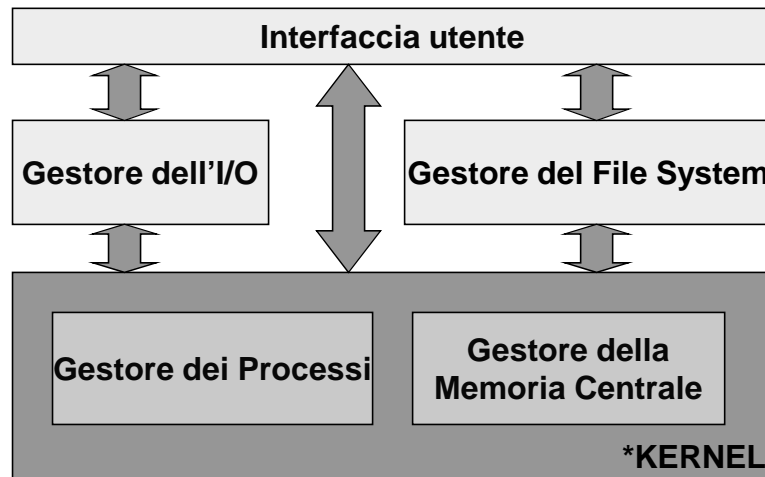 Interfaccia utente
Gestore dell'I/O
Gestore del File System
Gestore dei Processi
Gestore della
Memoria Centrale
*KERNEL